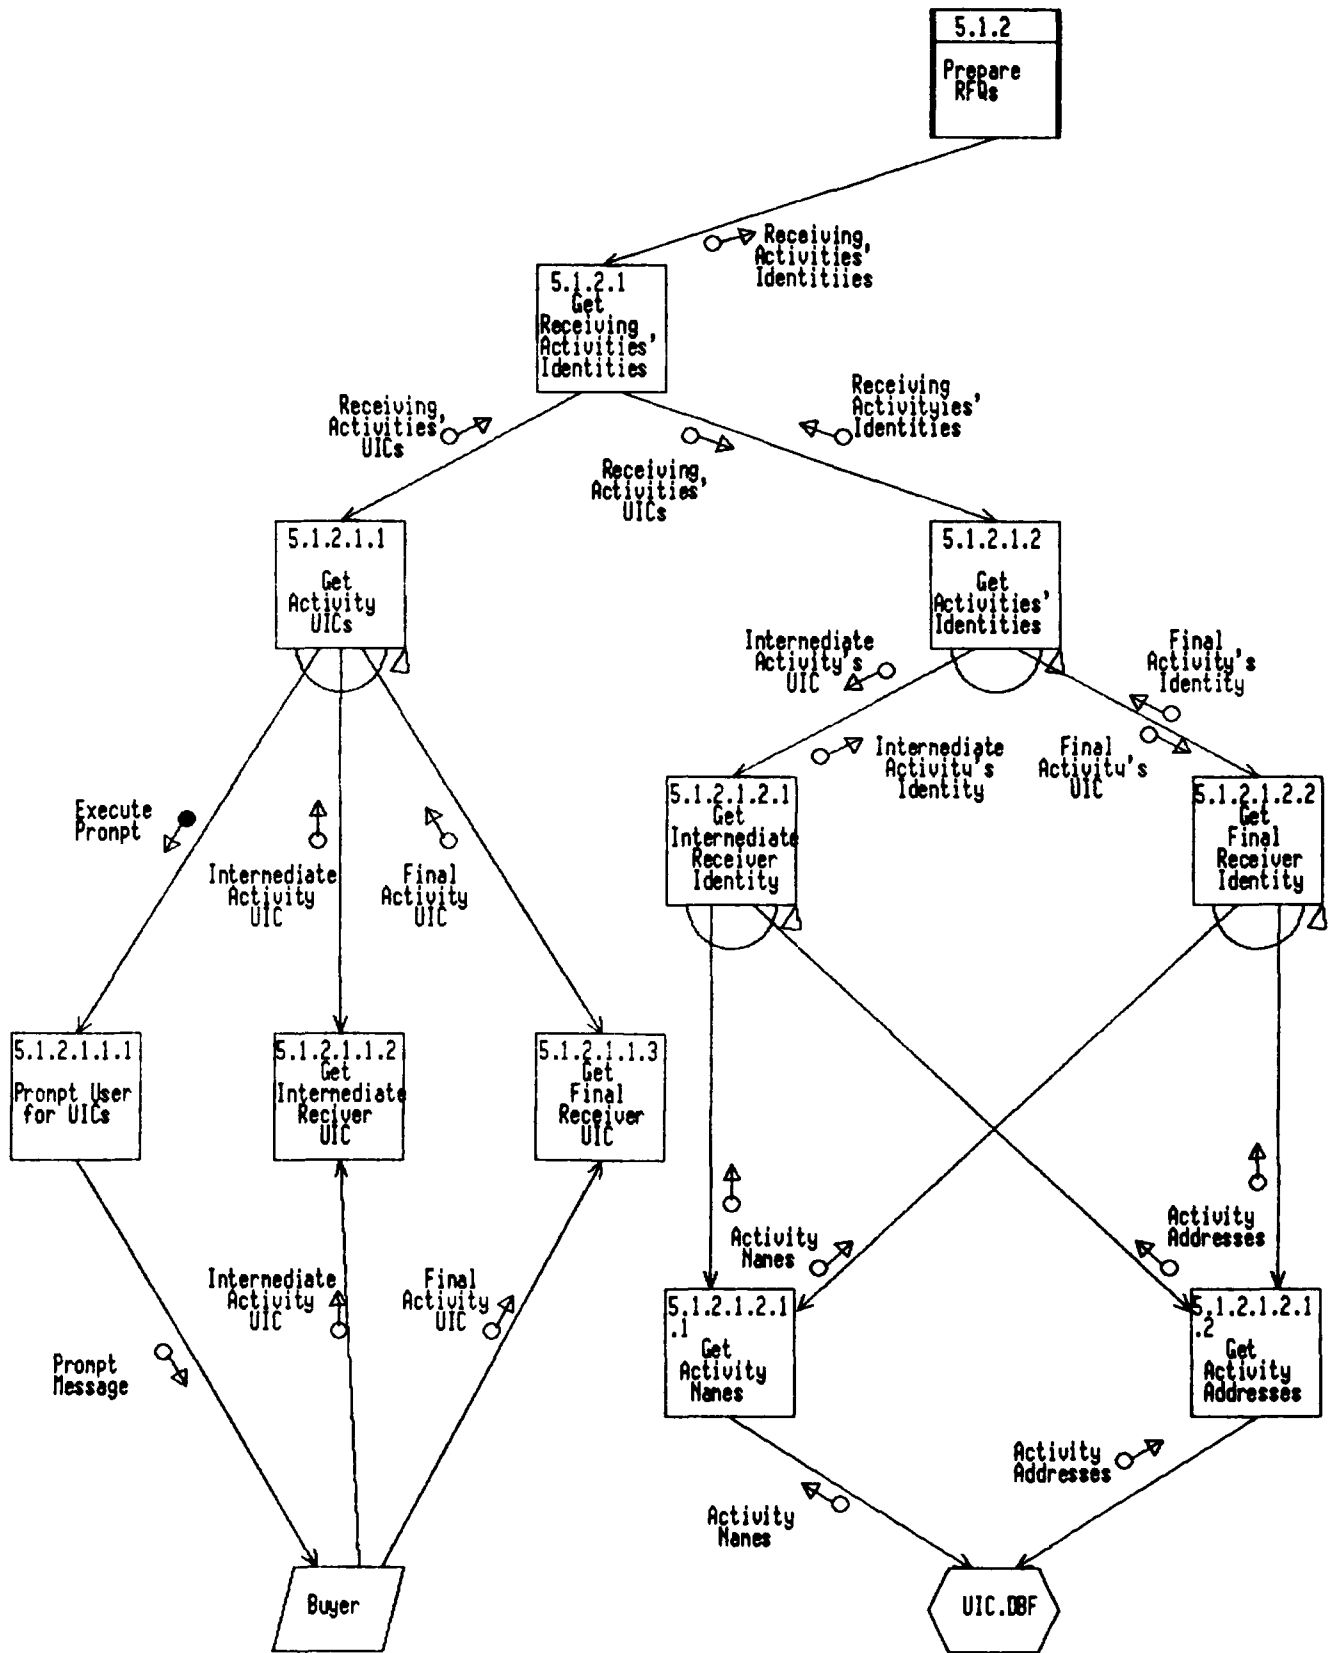 5.1.2
Prepare
RFQs
Receiving
Activities'
Identitiies
5.1.2.1
Get
Receiving
Activities'
Identities
Receiving
Activities'
UICs
Receiving
Activityies'
Identities
Receiving
Activities'
UICs
5.1.2.1.1
Get
Activity
UICs
5.1.2.1.2
Get
Activities'
Identities
Intermediate
Activity's
UIC
Final
Activity's
Identity
Intermediate
Activity's
Identity
Final
Activity's
UIC
5.1.2.1.2.1
Get
Intermediate
Receiver
Identity
5.1.2.1.2.2
Get
Final
Receiver
Identity
Execute
Prompt
Intermediate
Activity
UIC
Final
Activity
UIC
5.1.2.1.1.1
Prompt User
for UICs
5.1.2.1.1.2
Get
Intermediate
Reciver
UIC
5.1.2.1.1.3
Get
Final
Receiver
UIC
Activity
Names
Activity
Addresses
Intermediate
Activity
UIC
Final
Activity
UIC
5.1.2.1.2.1
.1
Get
Activity
Names
5.1.2.1.2.1
.2
Get
Activity
Addresses
Prompt
Message
Activity
Addresses
Activity
Names
Buyer
UIC.DBF